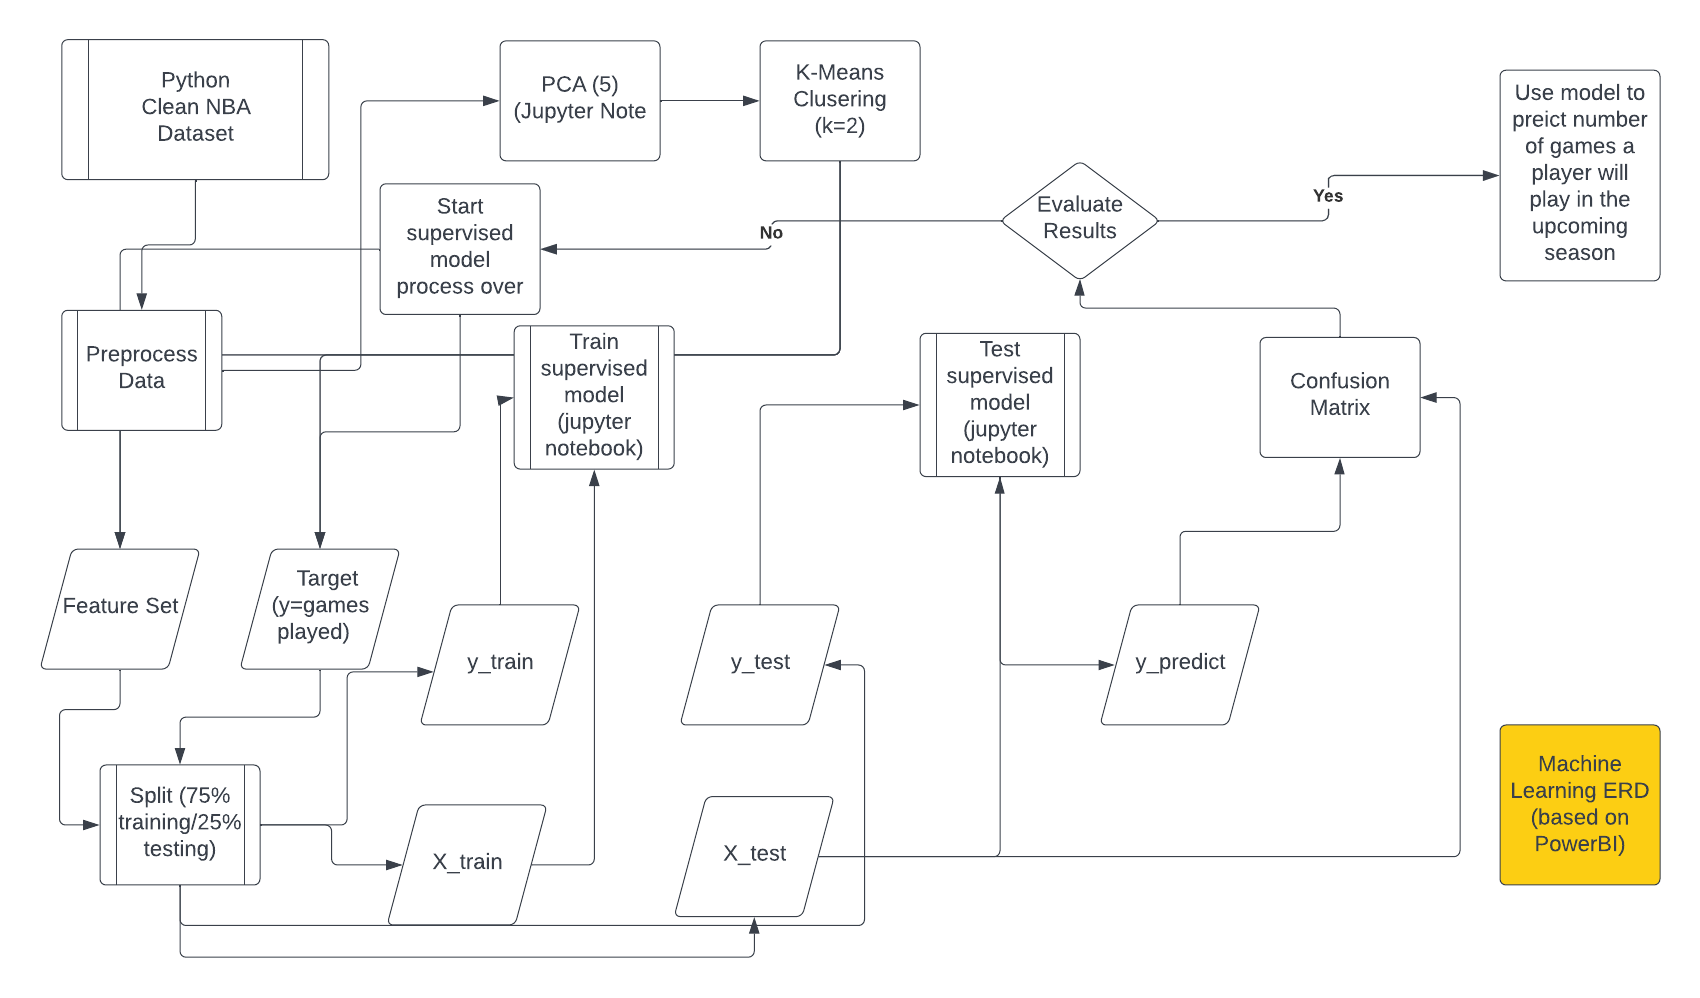 Python
Clean NBA
Dataset
PCA (5)
(Jupyter Note
K-Means
Clusering
(k=2)
Use model to
preict number
of games a
player will
play in the
upcoming
season
Start
supervised
model
process over
No
Evaluate
Results
Yes
Preprocess
Data
Train
supervised
model
(jupyter
notebook)
Test
supervised
model
(jupyter
notebook)
Confusion
Matrix
Feature Set
Target
(y=games
played)
y_train
y_test
y_predict
Split (75%
training/25%
testing)
X_train
X_test
Machine
Learning ERD
(based on
PowerBI)